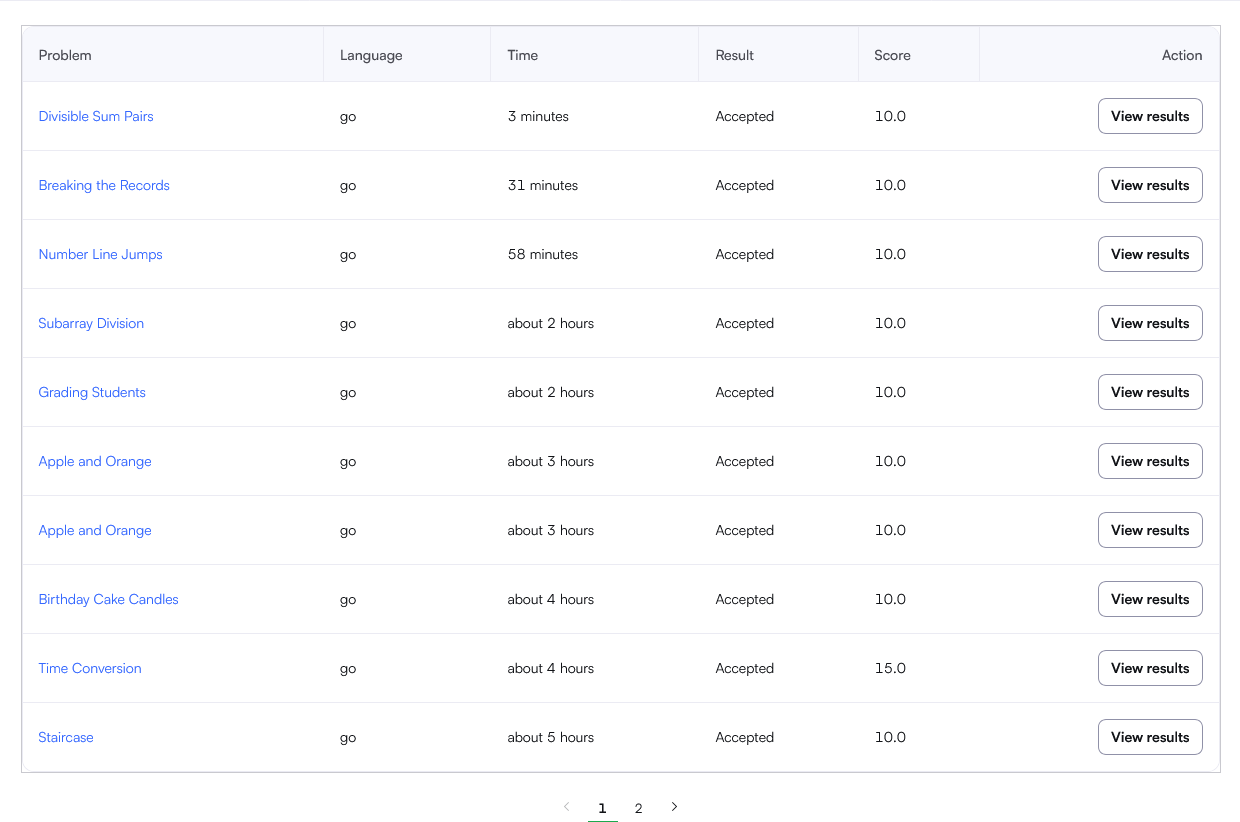 Problem Language Time Result Score Action
Divisible Sum Pairs go 3 minutes Accepted 10.0 View results
Breaking the Records go 31 minutes Accepted 10.0 View results
Number Line Jumps go 58 minutes Accepted 10.0 View results
Subarray Division go about 2 hours Accepted 10.0 View results
Grading Students go about 2 hours Accepted 10.0 View results
Apple and Orange go about 3 hours Accepted 10.0 View results
Apple and Orange go about 3 hours Accepted 10.0 View results
Birthday Cake Candles go about 4 hours Accepted 10.0 View results
Time Conversion go about 4 hours Accepted 15.0 View results
Staircase go about 5 hours Accepted 10.0 View results
1 2